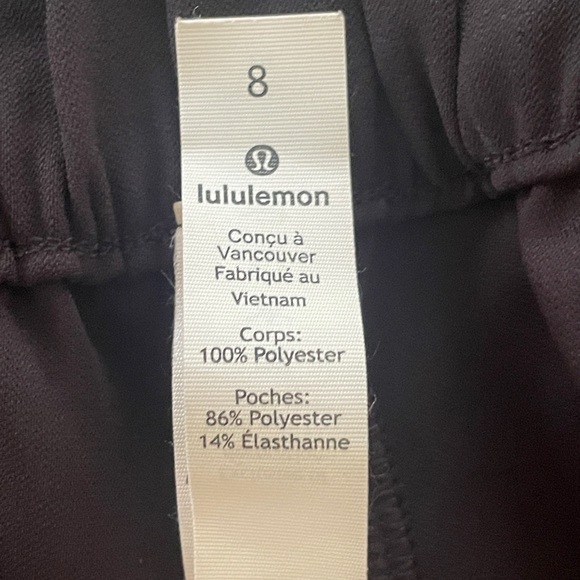 8
lululemon
Conçu à
Vancouver
Fabriqué au
Vietnam
Corps:
100% Polyester
Poches:
86% Polyester
14% Élasthanne